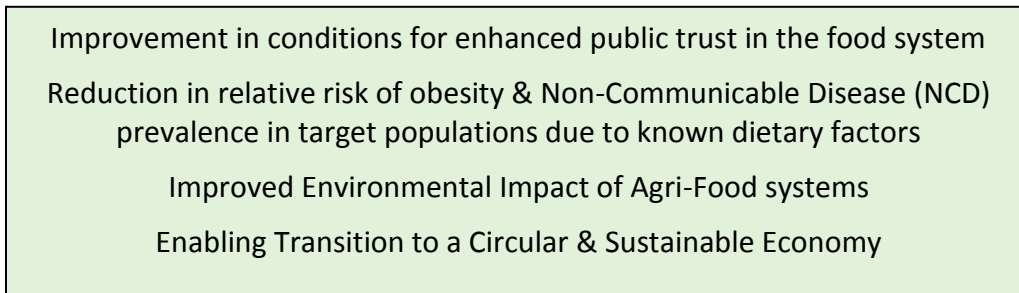 Improvement in conditions for enhanced public trust in the food system
Reduction in relative risk of obesity & Non-Communicable Disease (NCD)
prevalence in target populations due to known dietary factors
Improved Environmental Impact of Agri-Food systems
Enabling Transition to a Circular & Sustainable Economy